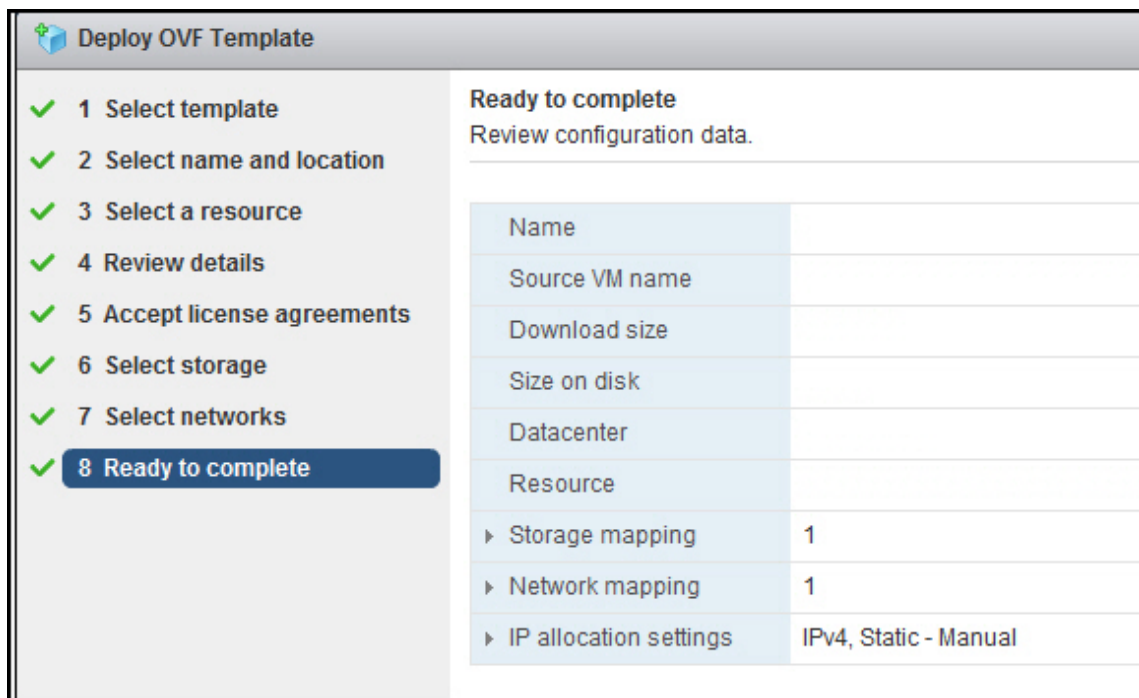 Deploy OVF Template
1 Select template
2 Select name and location
3 Select a resource
4 Review details
5 Accept license agreements
6 Select storage
7 Select networks
8 Ready to complete
Ready to complete
Review configuration data.
Name
Source VM name
Download size
Size on disk
Datacenter
Resource
Storage mapping 1
Network mapping 1
IP allocation settings IPv4, Static - Manual